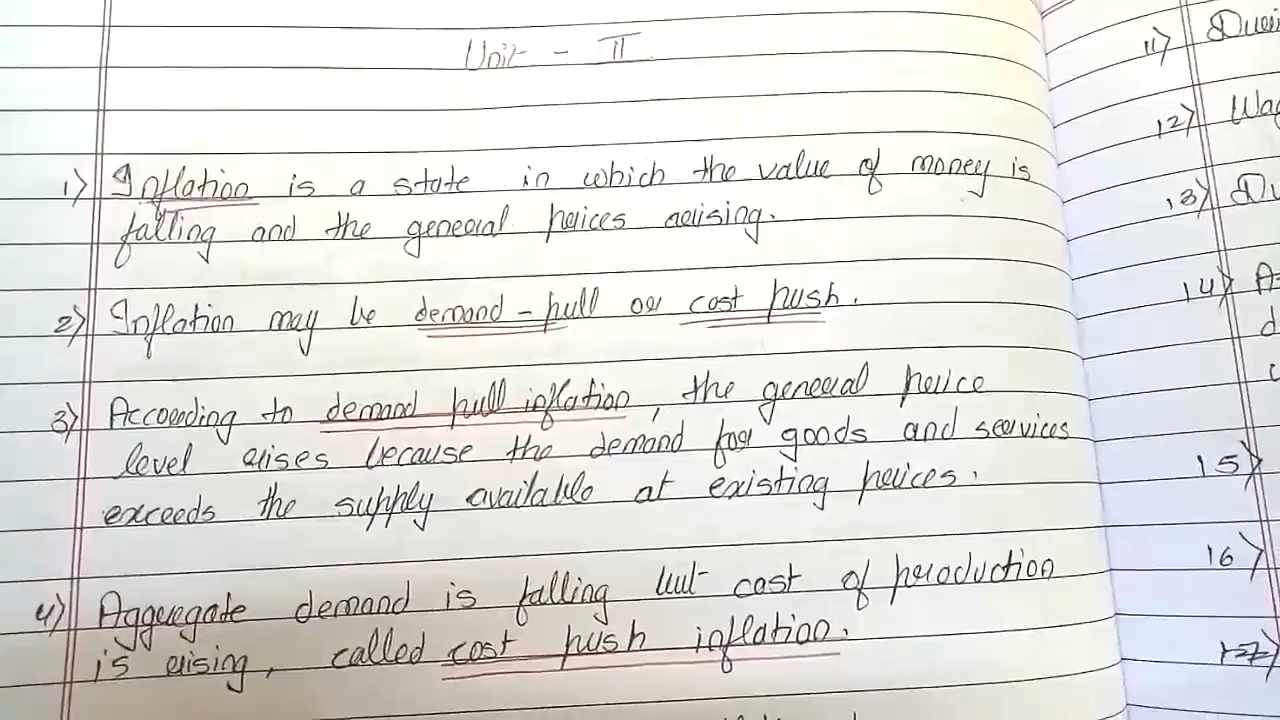 Unit - II
1) Inflation is a state in which the value of money is
falling and the general prices arising.
2) Inflation may be demand-pull or cost push.
3) According to demand pull inflation, the general price
level arises because the demand for goods and services
exceeds the supply available at existing prices.
4) Aggregate demand is falling but cost of production
is rising, called cost push inflation.
11)
12)
13)
14)
15)
16)
17)